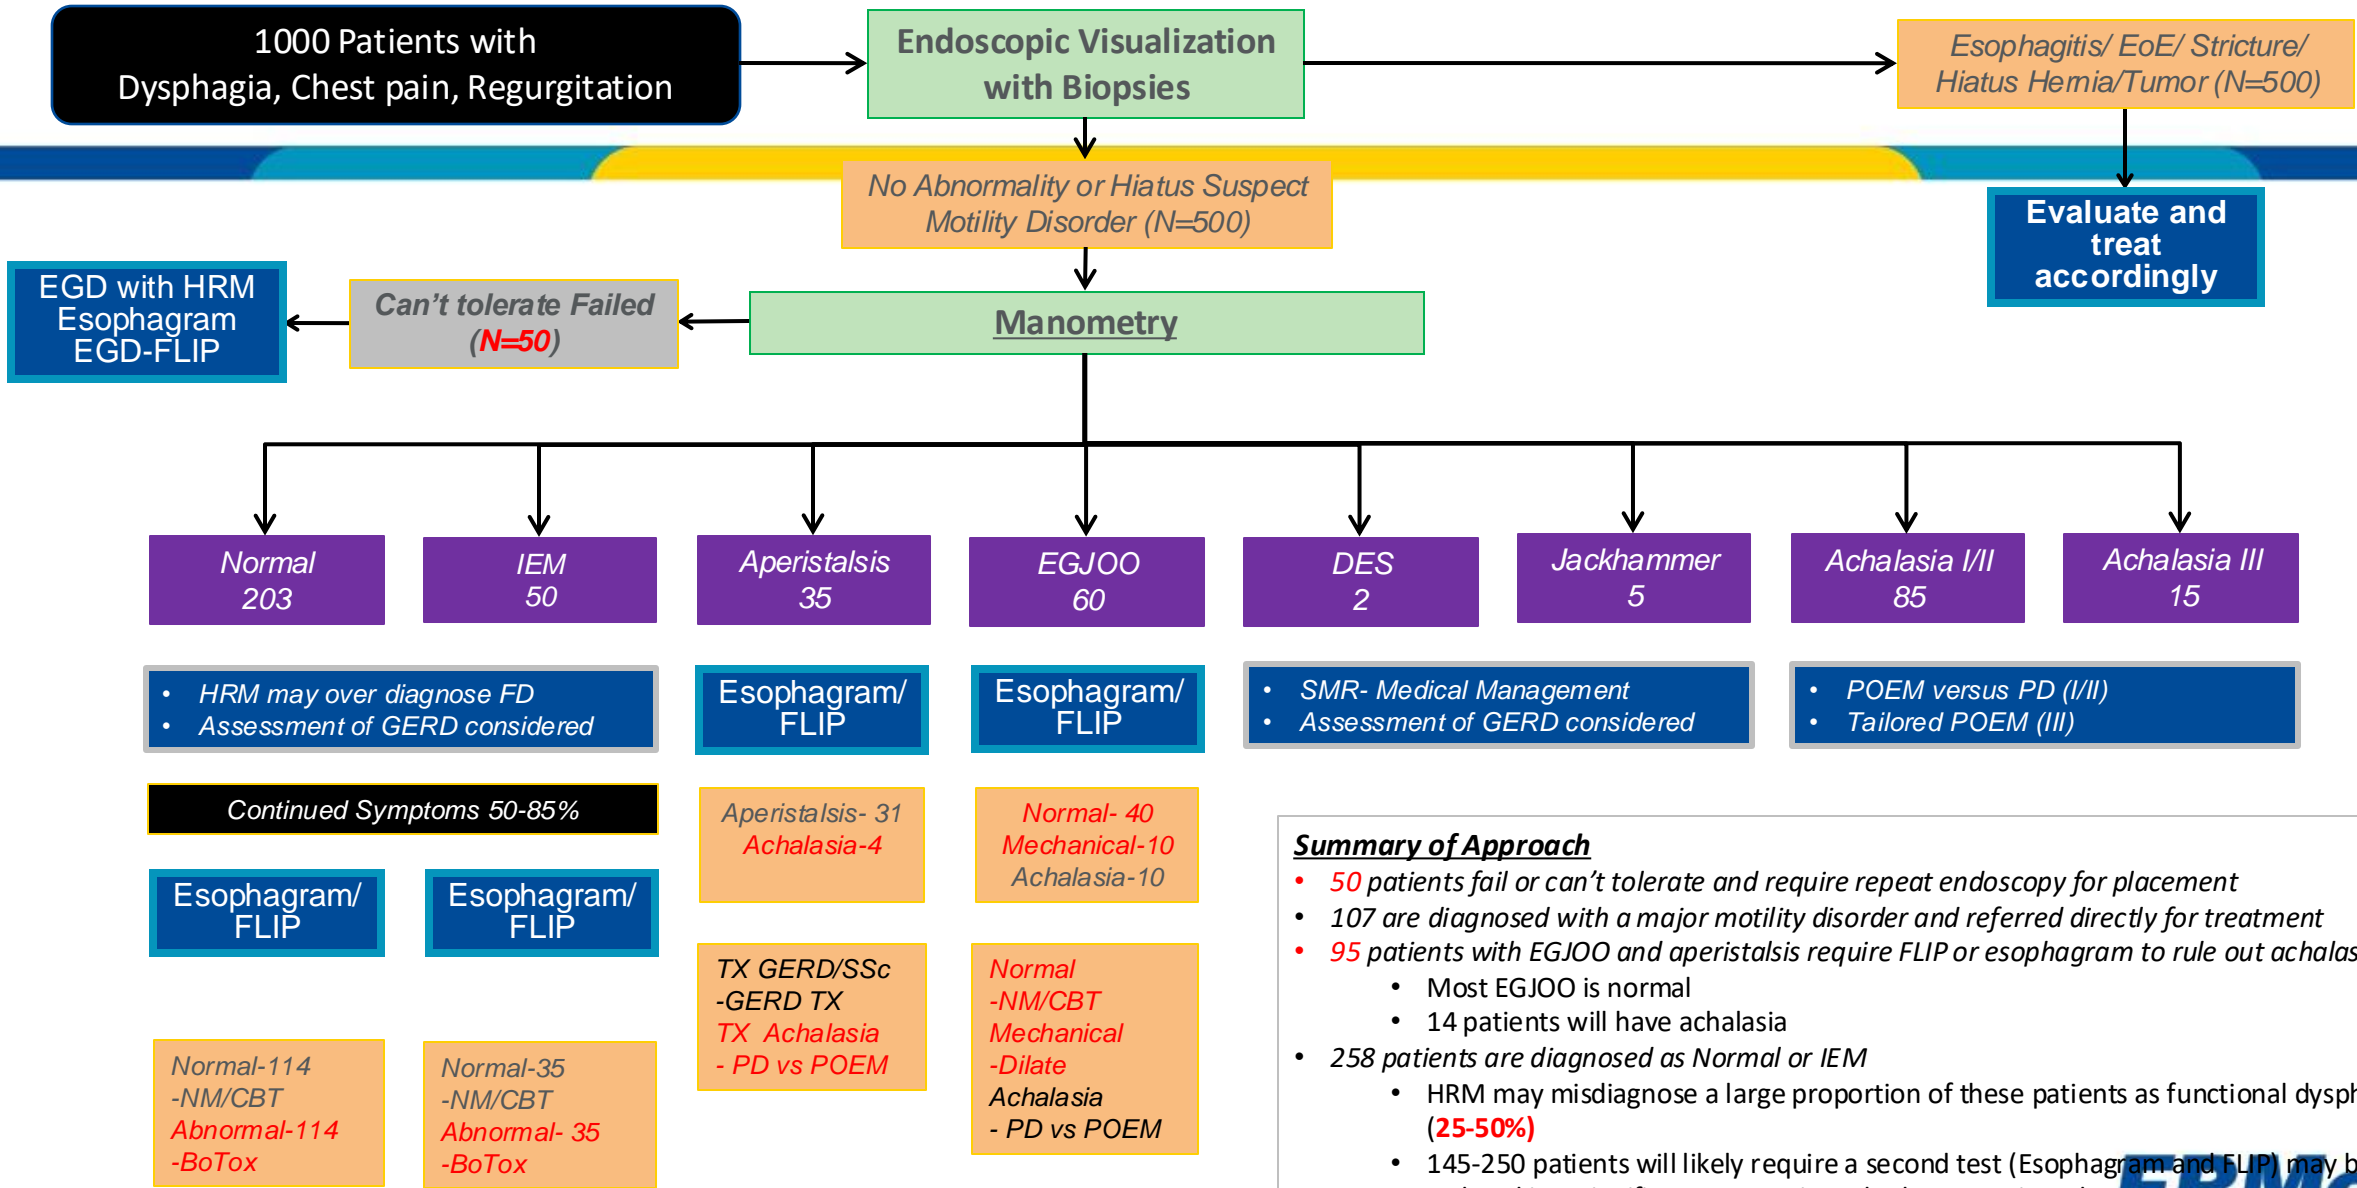 1000 Patients with
Dysphagia, Chest pain, Regurgitation
Endoscopic Visualization
with Biopsies
Esophagitis/ EoE/ Stricture/
Hiatus Hernia/Tumor (N=500)
No Abnormality or Hiatus Suspect
Motility Disorder (N=500)
Evaluate and
treat
accordingly
EGD with HRM
Esophagram
EGD-FLIP
Can't tolerate Failed
(N=50)
Manometry
Normal
203
IEM
50
Aperistalsis
35
EGJOO
60
DES
2
Jackhammer
5
Achalasia I/II
85
Achalasia III
15
• HRM may over diagnose FD
• Assessment of GERD considered
Esophagram/
FLIP
Esophagram/
FLIP
• SMR- Medical Management
• Assessment of GERD considered
• POEM versus PD (I/II)
• Tailored POEM (III)
Continued Symptoms 50-85%
Aperistalsis- 31
Achalasia-4
Normal- 40
Mechanical-10
Achalasia-10
Esophagram/
FLIP
Esophagram/
FLIP
TX GERD/SSc
-GERD TX
TX Achalasia
- PD vs POEM
Normal
-NM/CBT
Mechanical
-Dilate
Achalasia
- PD vs POEM
Normal-114
-NM/CBT
Abnormal-114
-BoTox
Normal-35
-NM/CBT
Abnormal- 35
-BoTox
Summary of Approach
• 50 patients fail or can't tolerate and require repeat endoscopy for placement
• 107 are diagnosed with a major motility disorder and referred directly for treatment
• 95 patients with EGJOO and aperistalsis require FLIP or esophagram to rule out achalas
• Most EGJOO is normal
• 14 patients will have achalasia
• 258 patients are diagnosed as Normal or IEM
• HRM may misdiagnose a large proportion of these patients as functional dysph
(25-50%)
• 145-250 patients will likely require a second test (Esophagram and FLIP) may b